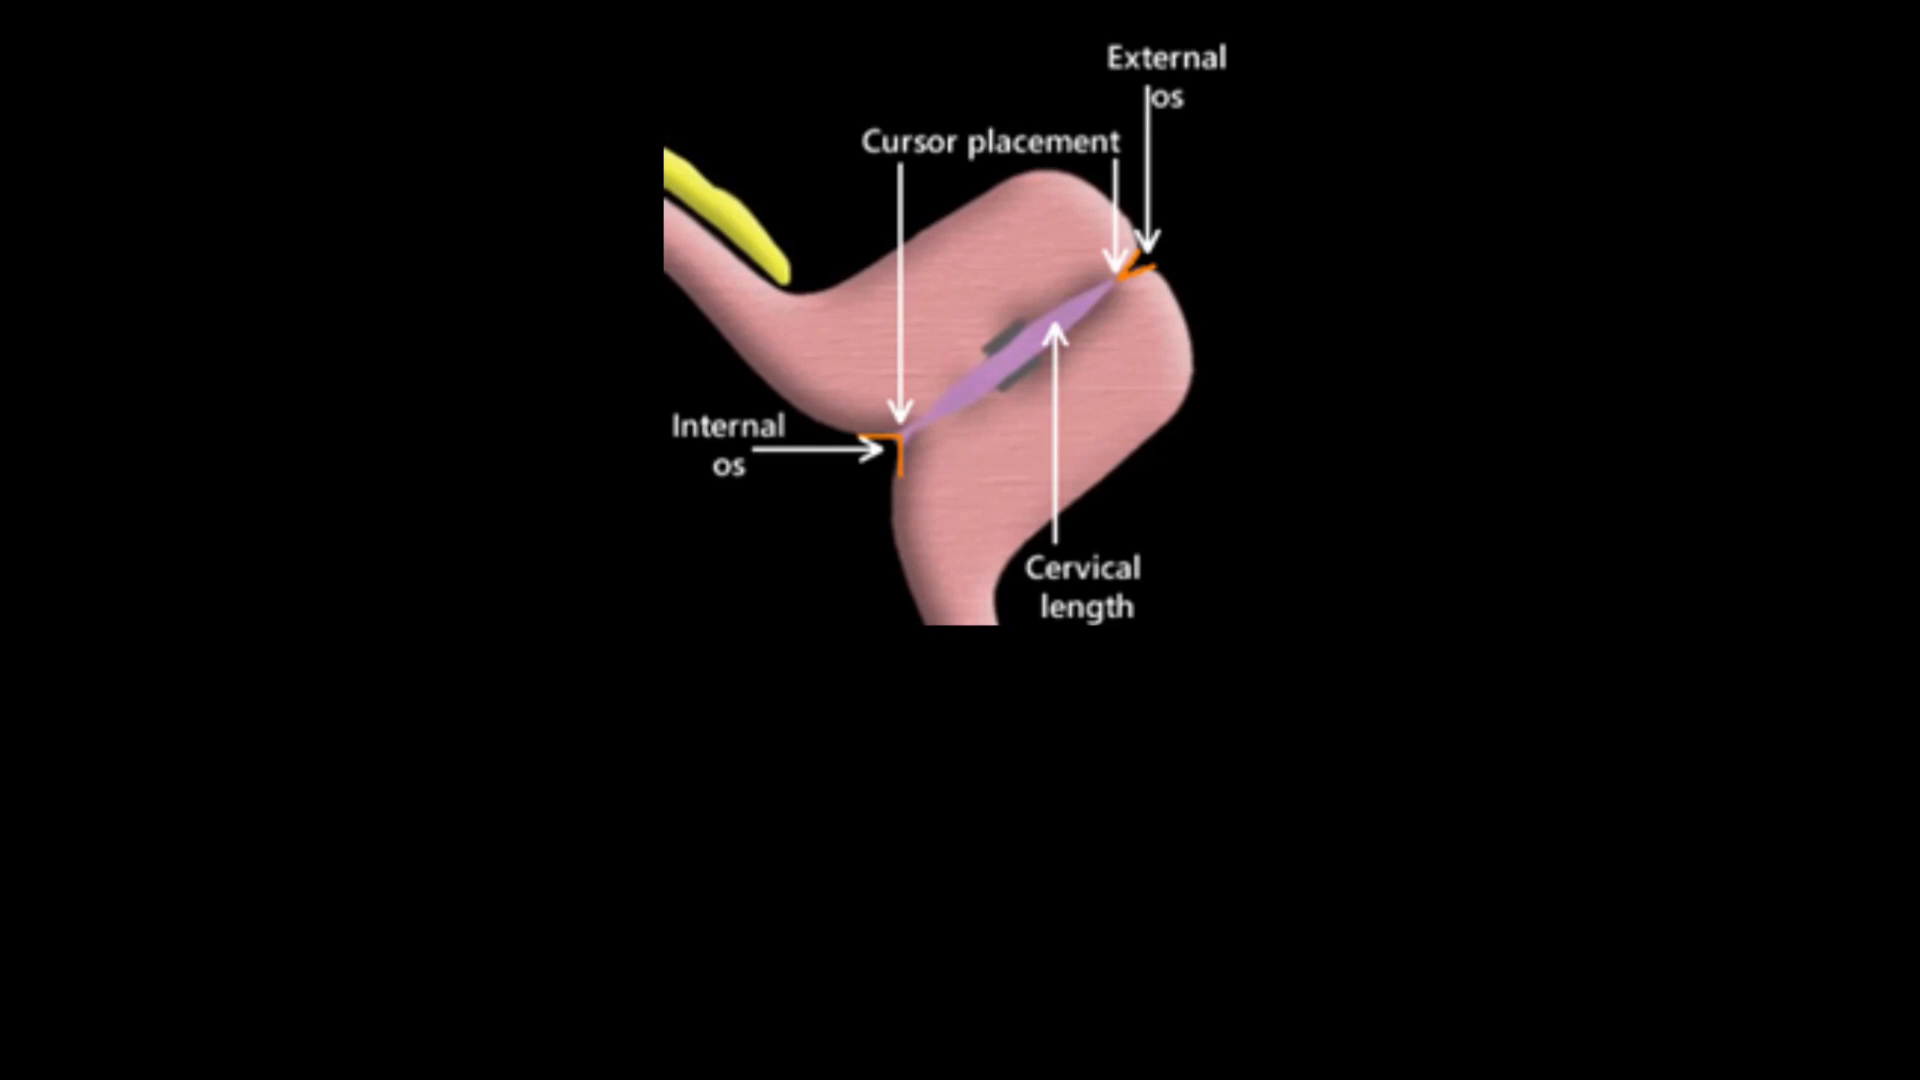 External
os
Cursor placement
Internal
os
Cervical
length